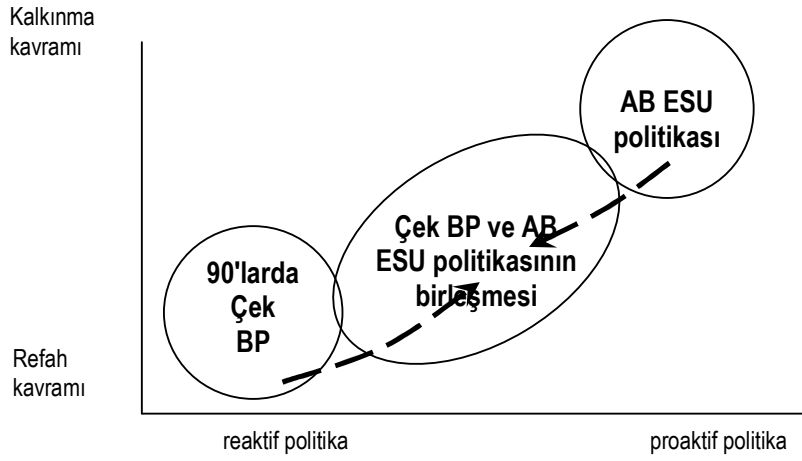 Kalkınma
kavramı
AB ESU
politikası
Çek BP ve AB
ESU politikasının
birleşmesi
90'larda
Çek
BP
Refah
kavramı
reaktif politika
proaktif politika